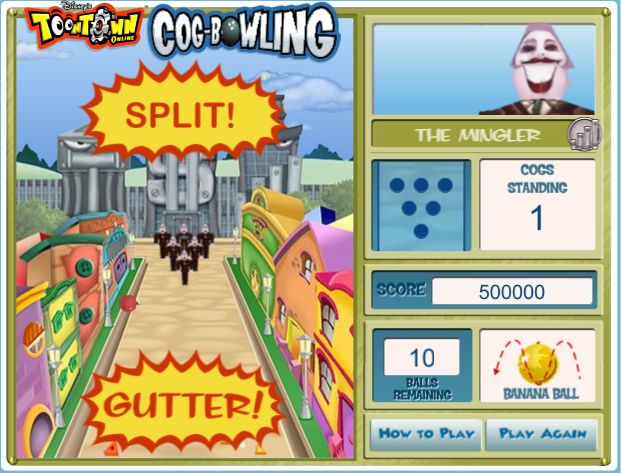 Disney's
TOONTOWN
ONLINE
COG-BOWLING
SPLIT!
THE MINGLER
COGS
STANDING
1
SCORE 500000
10
BALLS
REMAINING
BANANA BALL
GUTTER!
HOW TO PLAY
PLAY AGAIN